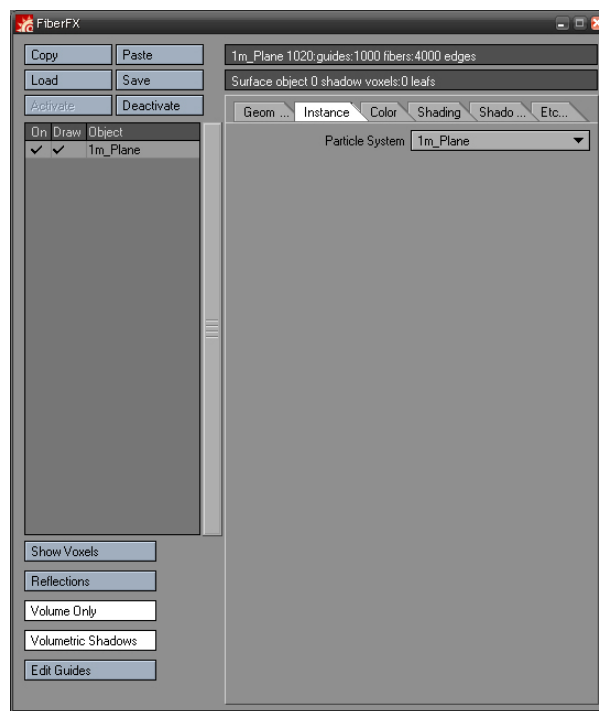 FiberFX
Copy Paste
Load Save
Activate Deactivate
On Draw Object
1m_Plane
1m_Plane 1020:guides:1000 fibers:4000 edges
Surface object 0 shadow voxels:0 leafs
Geom ... Instance Color Shading Shado ... Etc...
Particle System 1m_Plane
Show Voxels
Reflections
Volume Only
Volumetric Shadows
Edit Guides